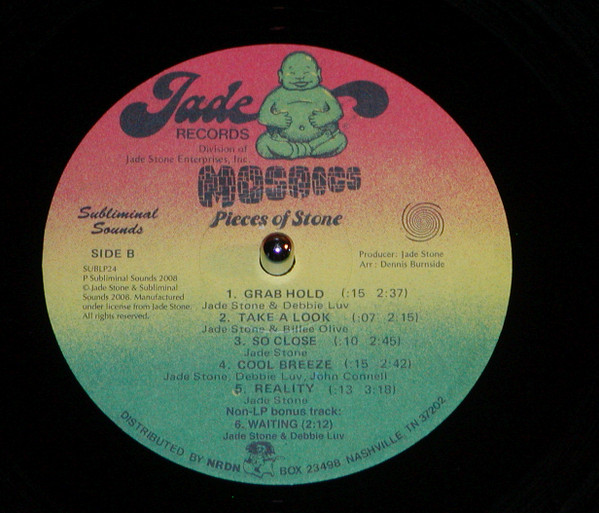 Jade
RECORDS
Division of
Jade Stone Enterprises, Inc.
MOSAICS
Pieces of Stone
Subliminal
Sounds
SIDE B
SUBLP24
P Subliminal Sounds 2008
© Jade Stone & Subliminal
Sounds 2008. Manufactured
under license from Jade Stone.
All rights reserved.
Producer: Jade Stone
Arr: Dennis Burnside
1. GRAB HOLD (:15 2:37)
Jade Stone & Debbie Luv
2. TAKE A LOOK (:07 2:15)
Jade Stone & Billee Olive
3. SO CLOSE (:10 2:45)
Jade Stone
4. COOL BREEZE (:15 2:42)
Jade Stone, Debbie Luv, John Connell
5. REALITY (:13 3:18)
Jade Stone
Non-LP bonus track:
6. WAITING (2:12)
Jade Stone & Debbie Luv
DISTRIBUTED BY NRDN BOX 23498 NASHVILLE, TN 37202